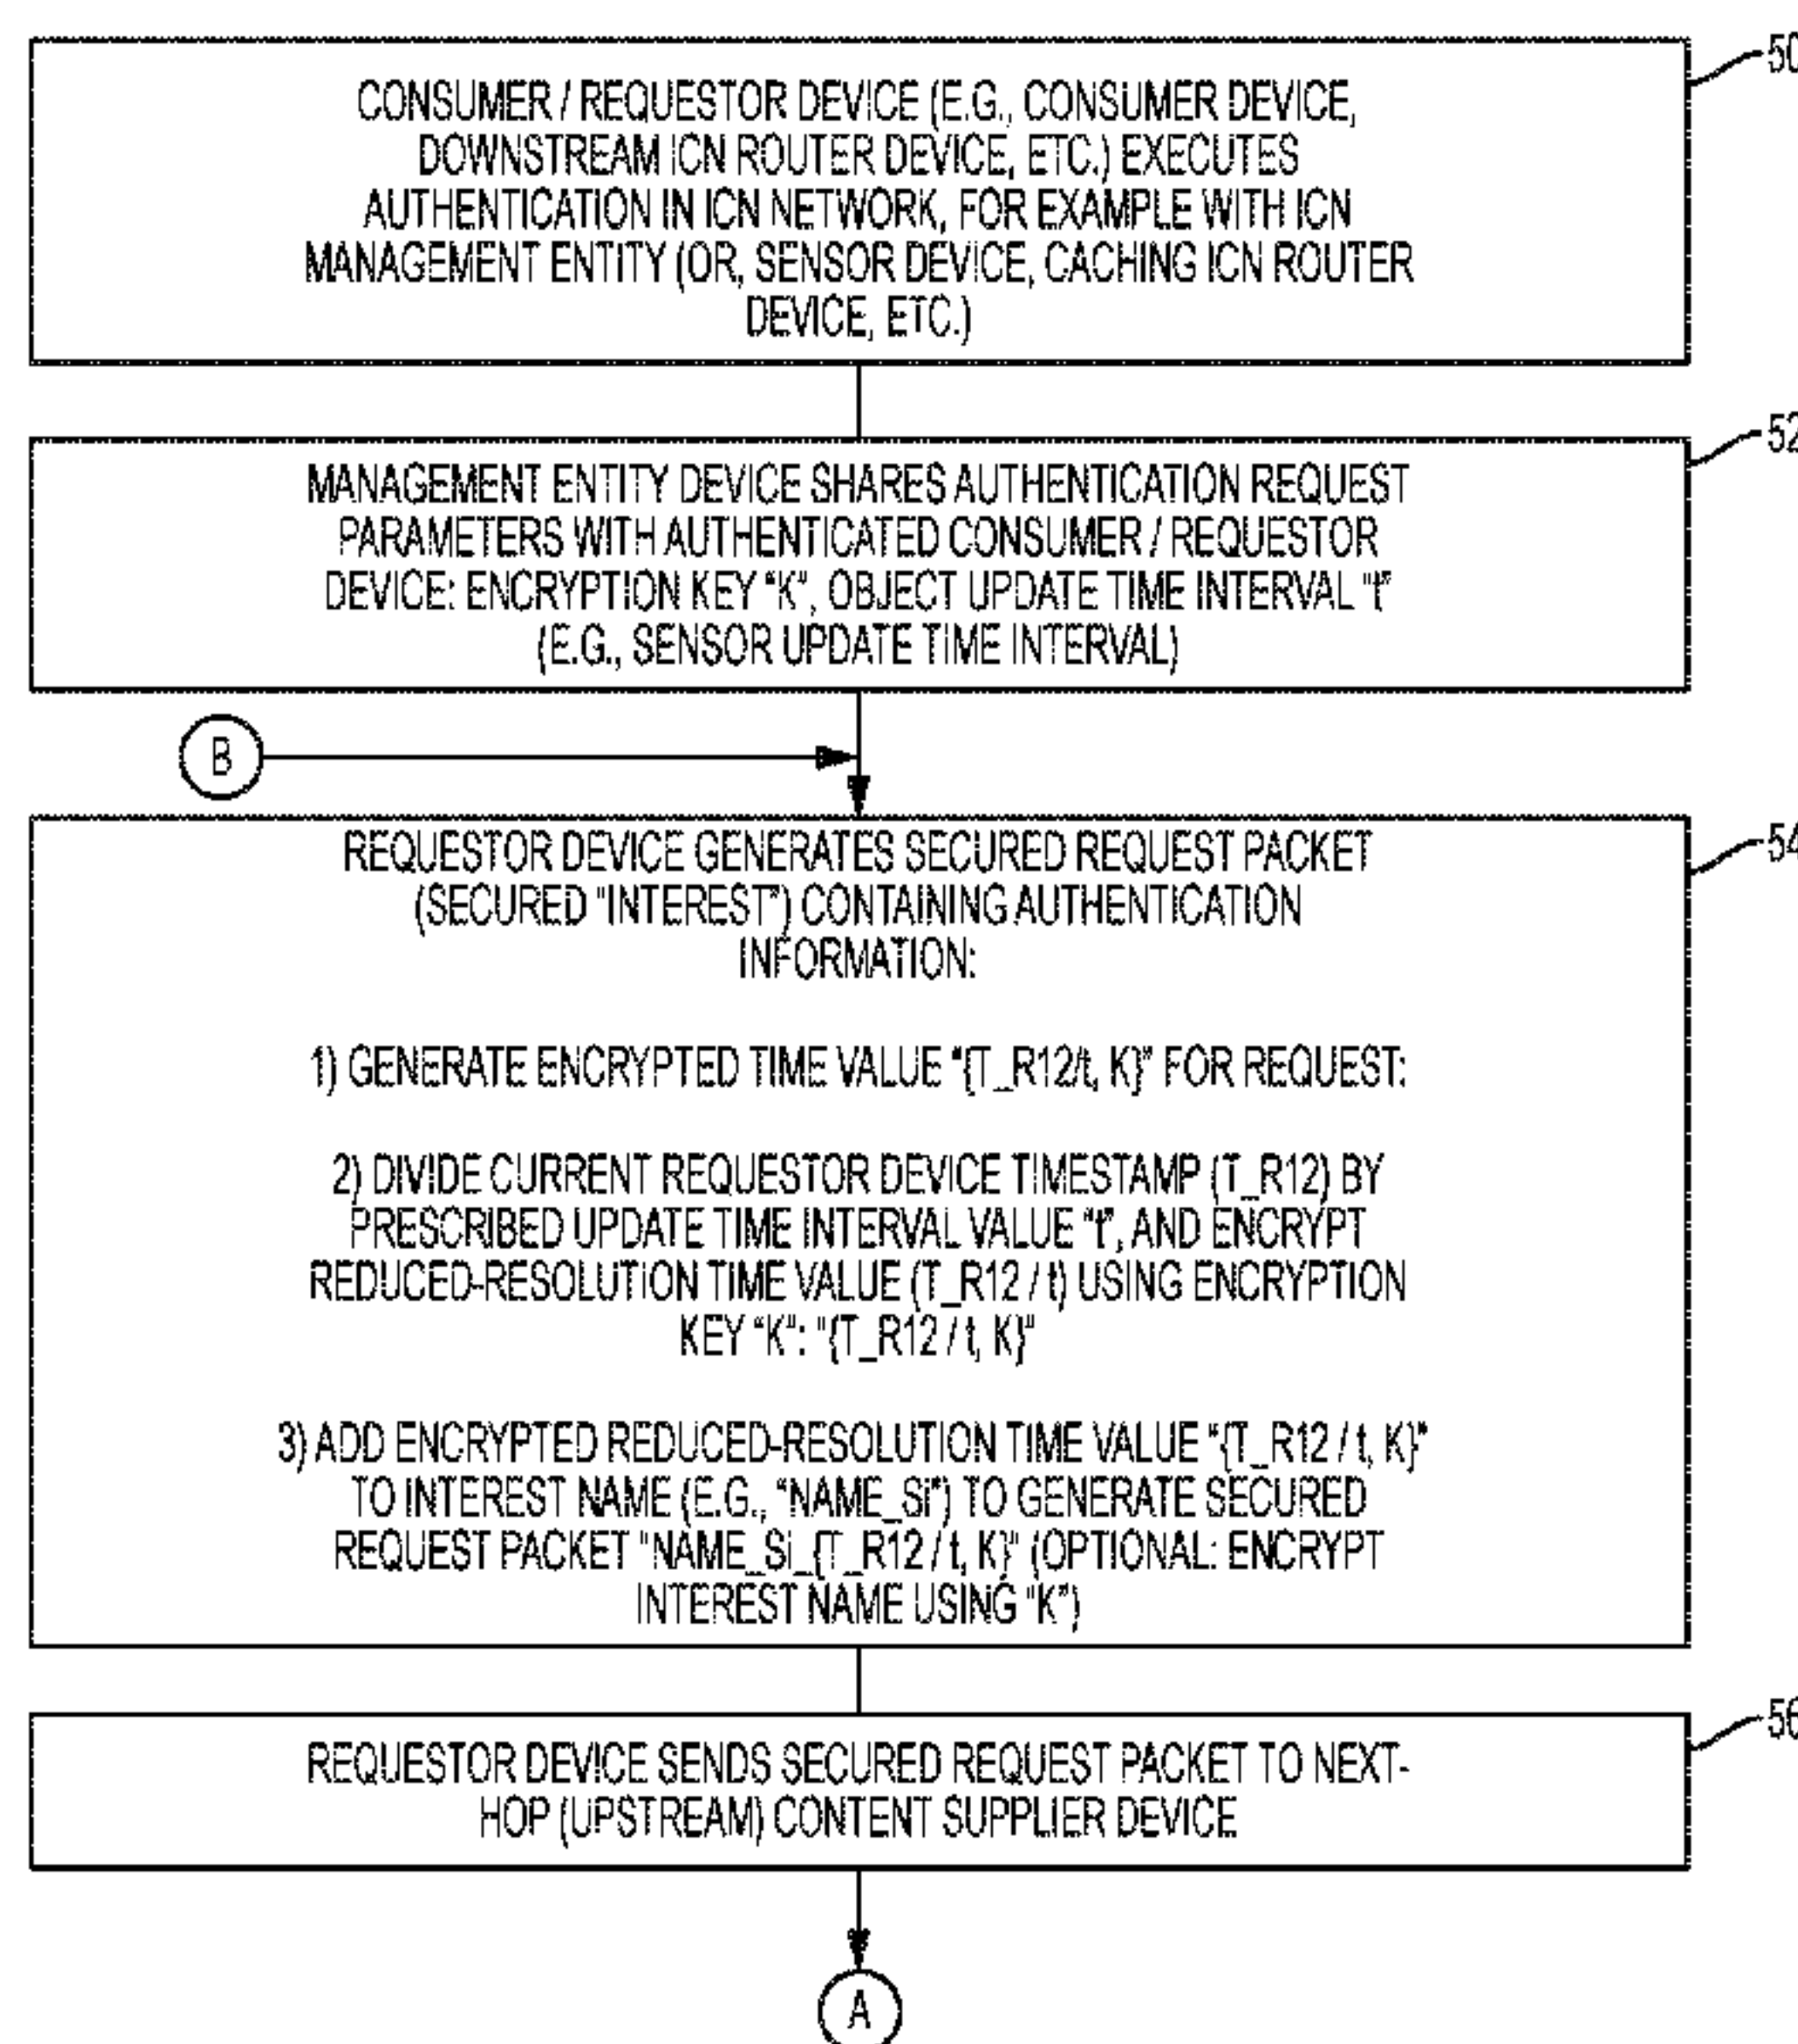 50
CONSUMER / REQUESTOR DEVICE (E.G., CONSUMER DEVICE,
DOWNSTREAM ICN ROUTER DEVICE, ETC.) EXECUTES
AUTHENTICATION IN ICN NETWORK, FOR EXAMPLE WITH ICN
MANAGEMENT ENTITY (OR, SENSOR DEVICE, CACHING ICN ROUTER
DEVICE, ETC.)
52
MANAGEMENT ENTITY DEVICE SHARES AUTHENTICATION REQUEST
PARAMETERS WITH AUTHENTICATED CONSUMER / REQUESTOR
DEVICE: ENCRYPTION KEY "K", OBJECT UPDATE TIME INTERVAL "t"
(E.G., SENSOR UPDATE TIME INTERVAL)
B
54
REQUESTOR DEVICE GENERATES SECURED REQUEST PACKET
(SECURED "INTEREST") CONTAINING AUTHENTICATION
INFORMATION:
1) GENERATE ENCRYPTED TIME VALUE "{T_R12/t, K}" FOR REQUEST:
2) DIVIDE CURRENT REQUESTOR DEVICE TIMESTAMP (T_R12) BY
PRESCRIBED UPDATE TIME INTERVAL VALUE "t", AND ENCRYPT
REDUCED-RESOLUTION TIME VALUE (T_R12 / t) USING ENCRYPTION
KEY "K": "{T_R12 / t, K}"
3) ADD ENCRYPTED REDUCED-RESOLUTION TIME VALUE "{T_R12 / t, K}"
TO INTEREST NAME (E.G., "NAME_Si") TO GENERATE SECURED
REQUEST PACKET "NAME_Si_{T_R12 / t, K}" (OPTIONAL: ENCRYPT
INTEREST NAME USING "K")
56
REQUESTOR DEVICE SENDS SECURED REQUEST PACKET TO NEXT-
HOP (UPSTREAM) CONTENT SUPPLIER DEVICE
A